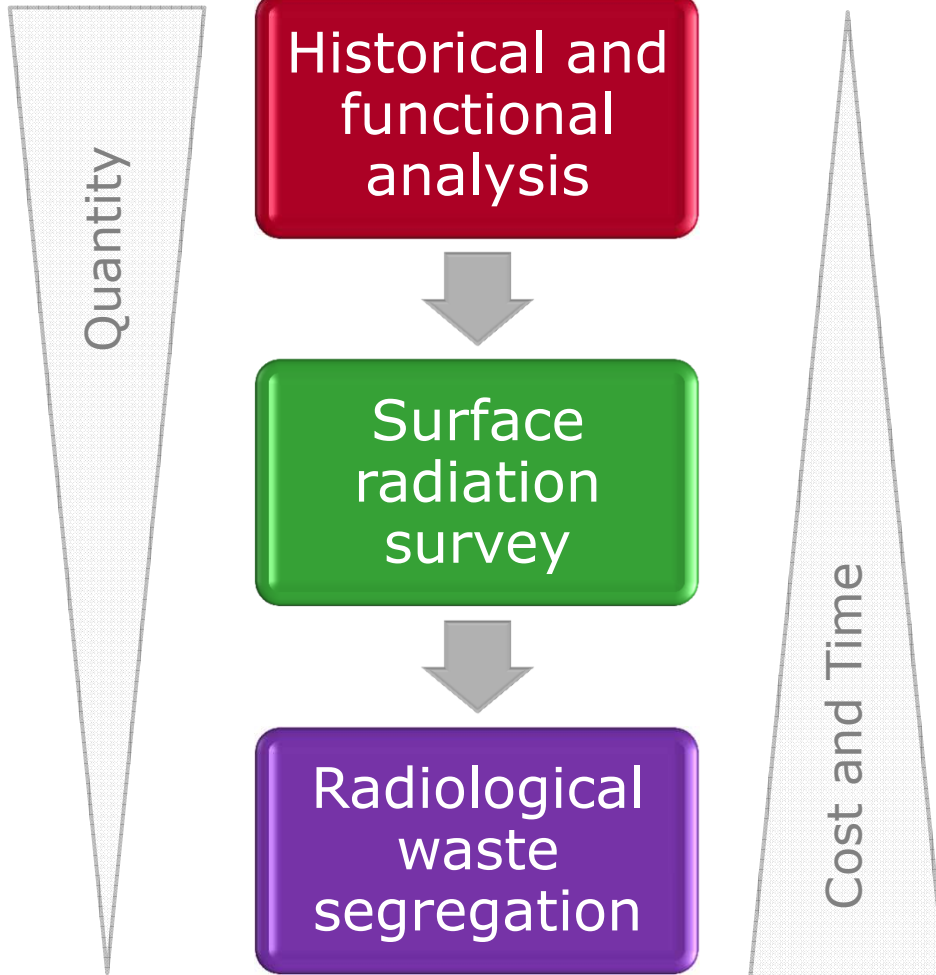 Quantity
Historical and
functional
analysis
Surface
radiation
survey
Radiological
waste
segregation
Cost and Time